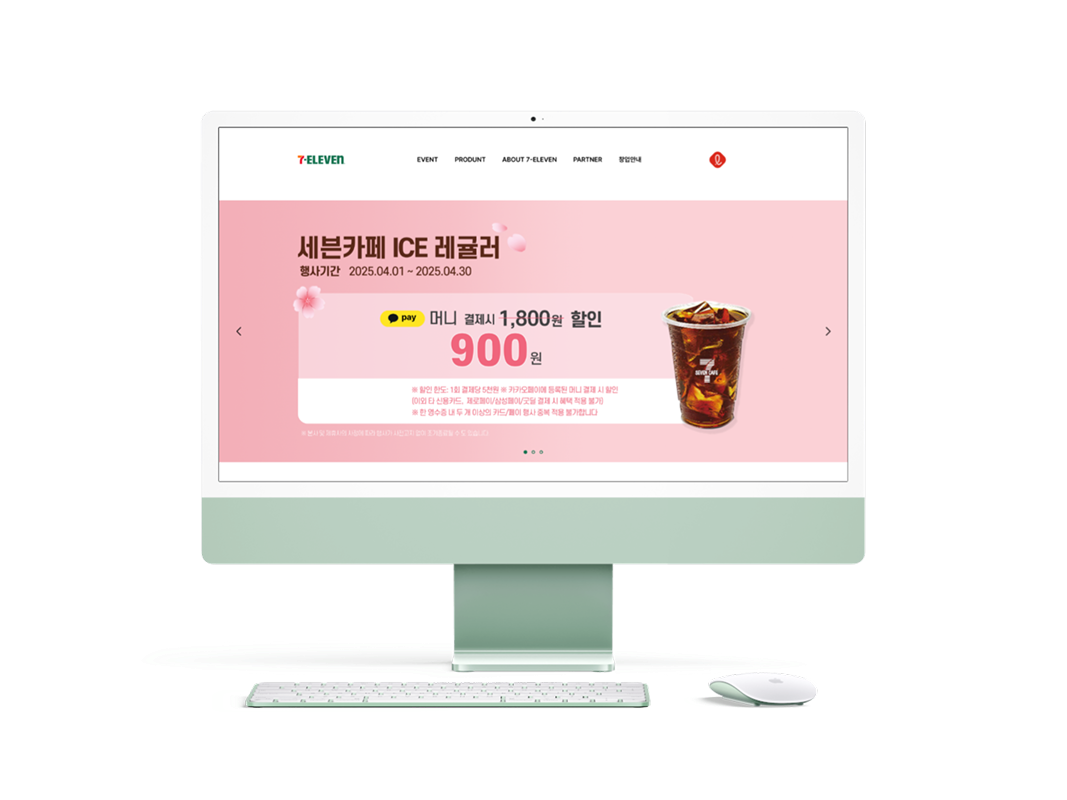 7-ELEVEN
EVENT PRODUNT ABOUT 7-ELEVEN PARTNER 창업안내
세븐카페 ICE 레귤러
행사기간 2025.04.01 ~ 2025.04.30
pay 머니 결제시 1,800원 할인
900원
※ 할인 한도: 1회 결제당 5천원 ※ 카카오페이에 등록된 머니 결제 시 할인
(이외 타 신용카드, 제로페이/삼성페이/굿딜 결제 시 혜택 적용 불가)
※ 한 영수증 내 두 개 이상의 카드/페이 행사 중복 적용 불가합니다
7
SEVEN CAFE